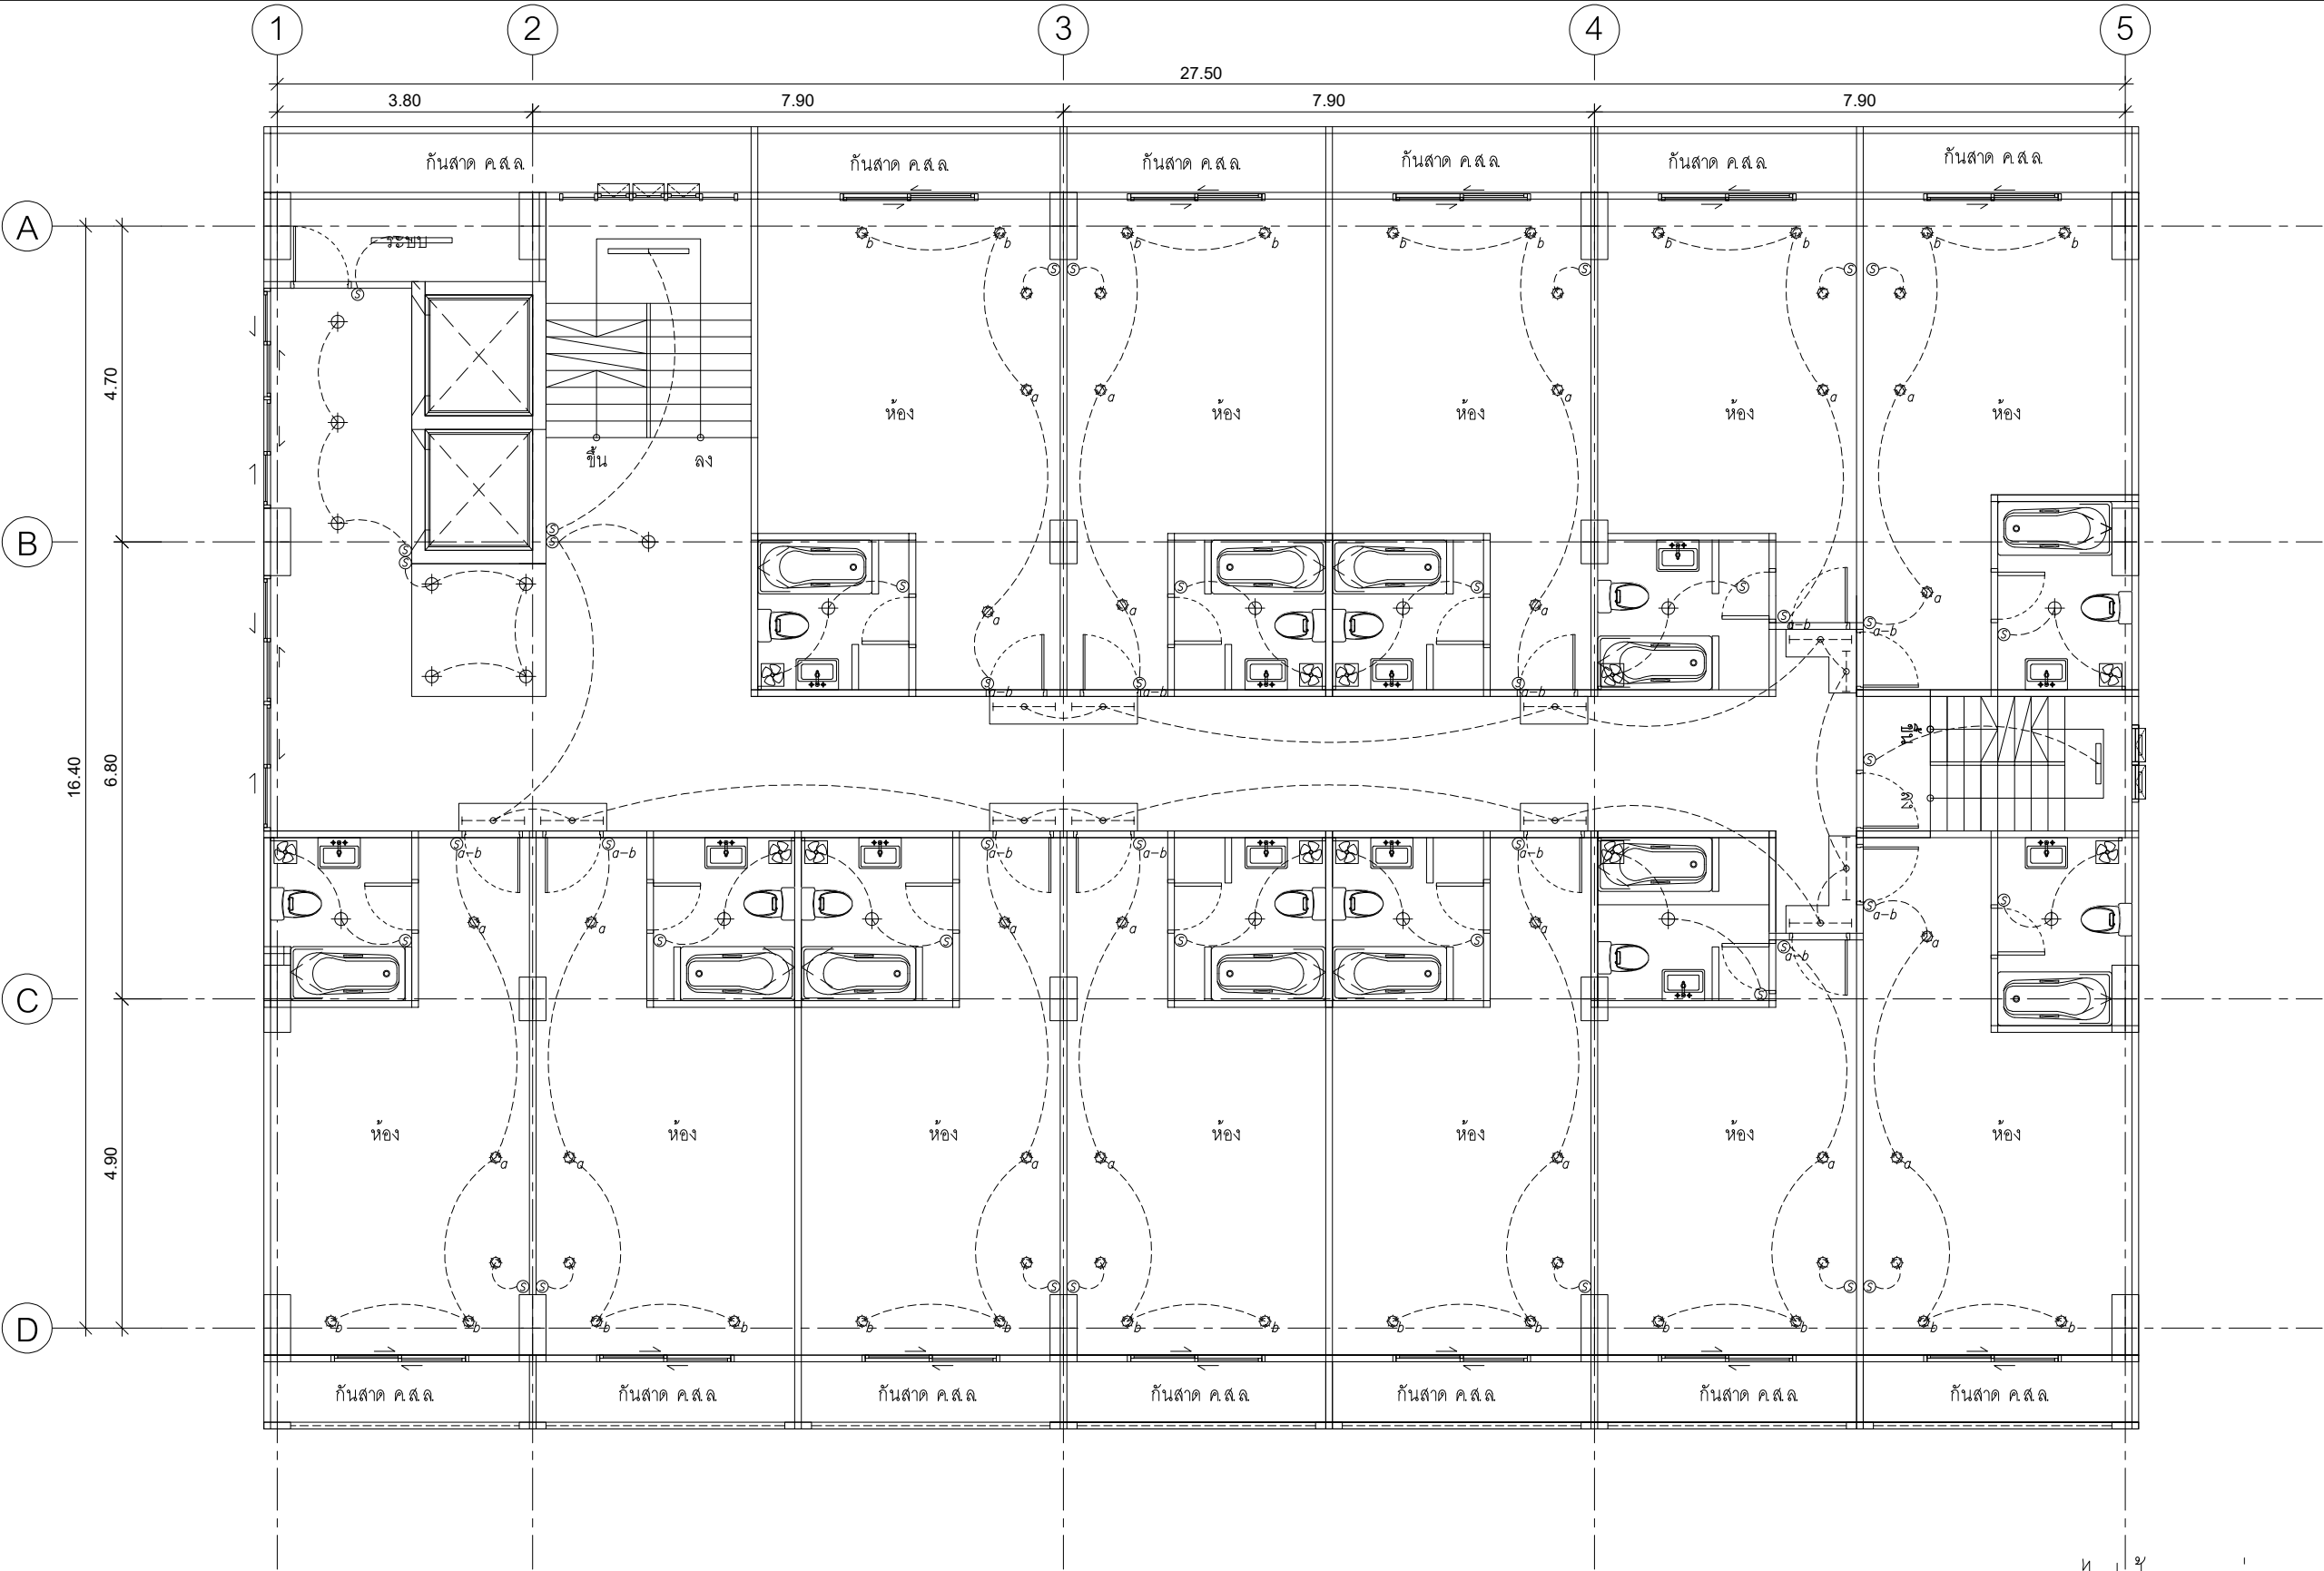 1 2 3 4 5
27.50
3.80 7.90 7.90 7.90
กันสาด ค.ส.ล. กันสาด ค.ส.ล. กันสาด ค.ส.ล. กันสาด ค.ส.ล. กันสาด ค.ส.ล. กันสาด ค.ส.ล.
A
ระบบ
b b b b b b b b b b
S S S S S S
4.70
a a a a a
ห้อง ห้อง ห้อง ห้อง ห้อง
ขึ้น ลง
B
S S S S
S S S S S
a a a a
S a-b S a-b S a-b S a-b S a-b S
ขึ้น
S
16.40 6.80
ลง
S a-b S a-b S a-b S a-b S a-b S a-b S a-b
a a a a a a
S S S S S S S
C
S
ห้อง ห้อง ห้อง ห้อง ห้อง ห้อง ห้อง
4.90
a a a a a a a
S S S S S S S
D
b b b b b b b b b b b b b b
กันสาด ค.ส.ล. กันสาด ค.ส.ล. กันสาด ค.ส.ล. กันสาด ค.ส.ล. กันสาด ค.ส.ล. กันสาด ค.ส.ล. กันสาด ค.ส.ล.